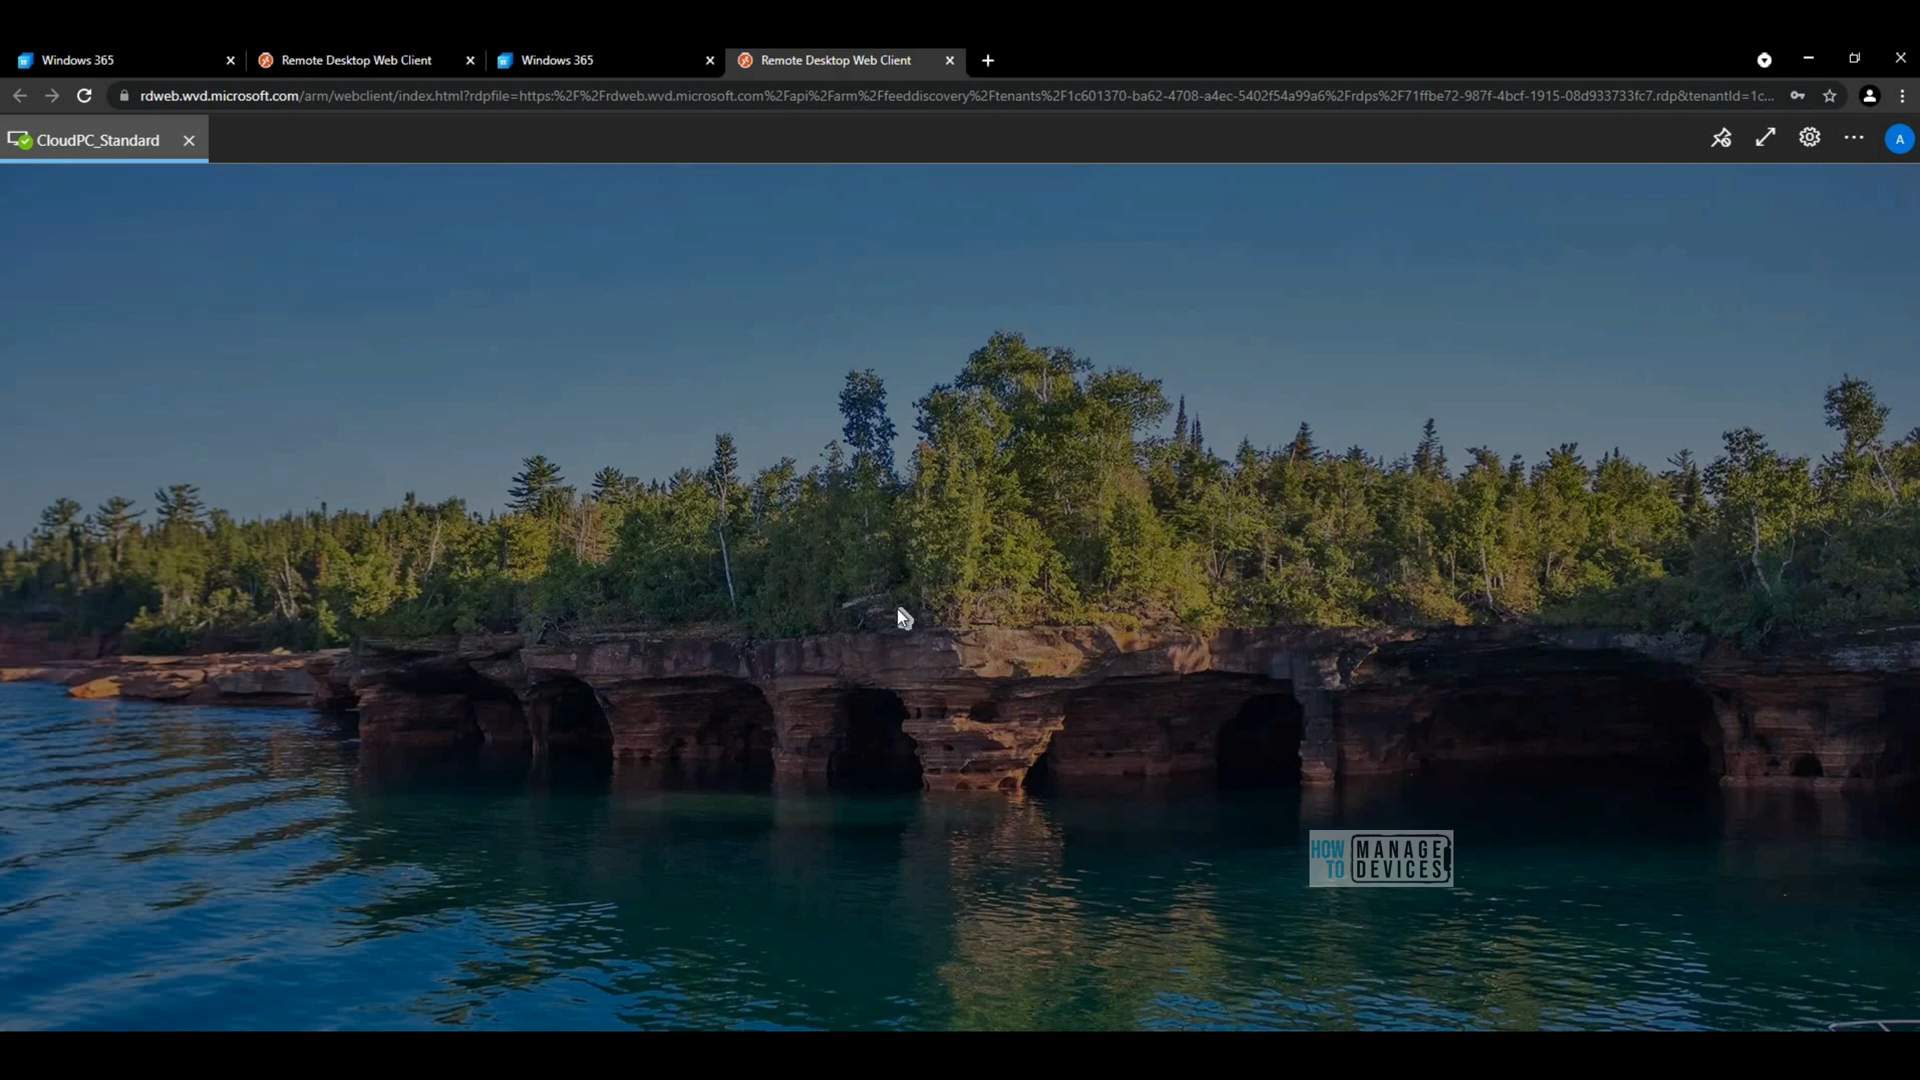 Windows 365
Remote Desktop Web Client
Windows 365
Remote Desktop Web Client
rdweb.wvd.microsoft.com/arm/webclient/index.html?rdpfile=https:%2F%2Frdweb.wvd.microsoft.com%2Fapi%2Farm%2Ffeeddiscovery%2Ftenants%2F1c601370-ba62-4708-a4ec-5402f54a99a6%2Frdps%2F71ffbe72-987f-4bcf-1915-08d933733fc7.rdp&tenantId=1c...
CloudPC_Standard
A
HOW TO MANAGE DEVICES